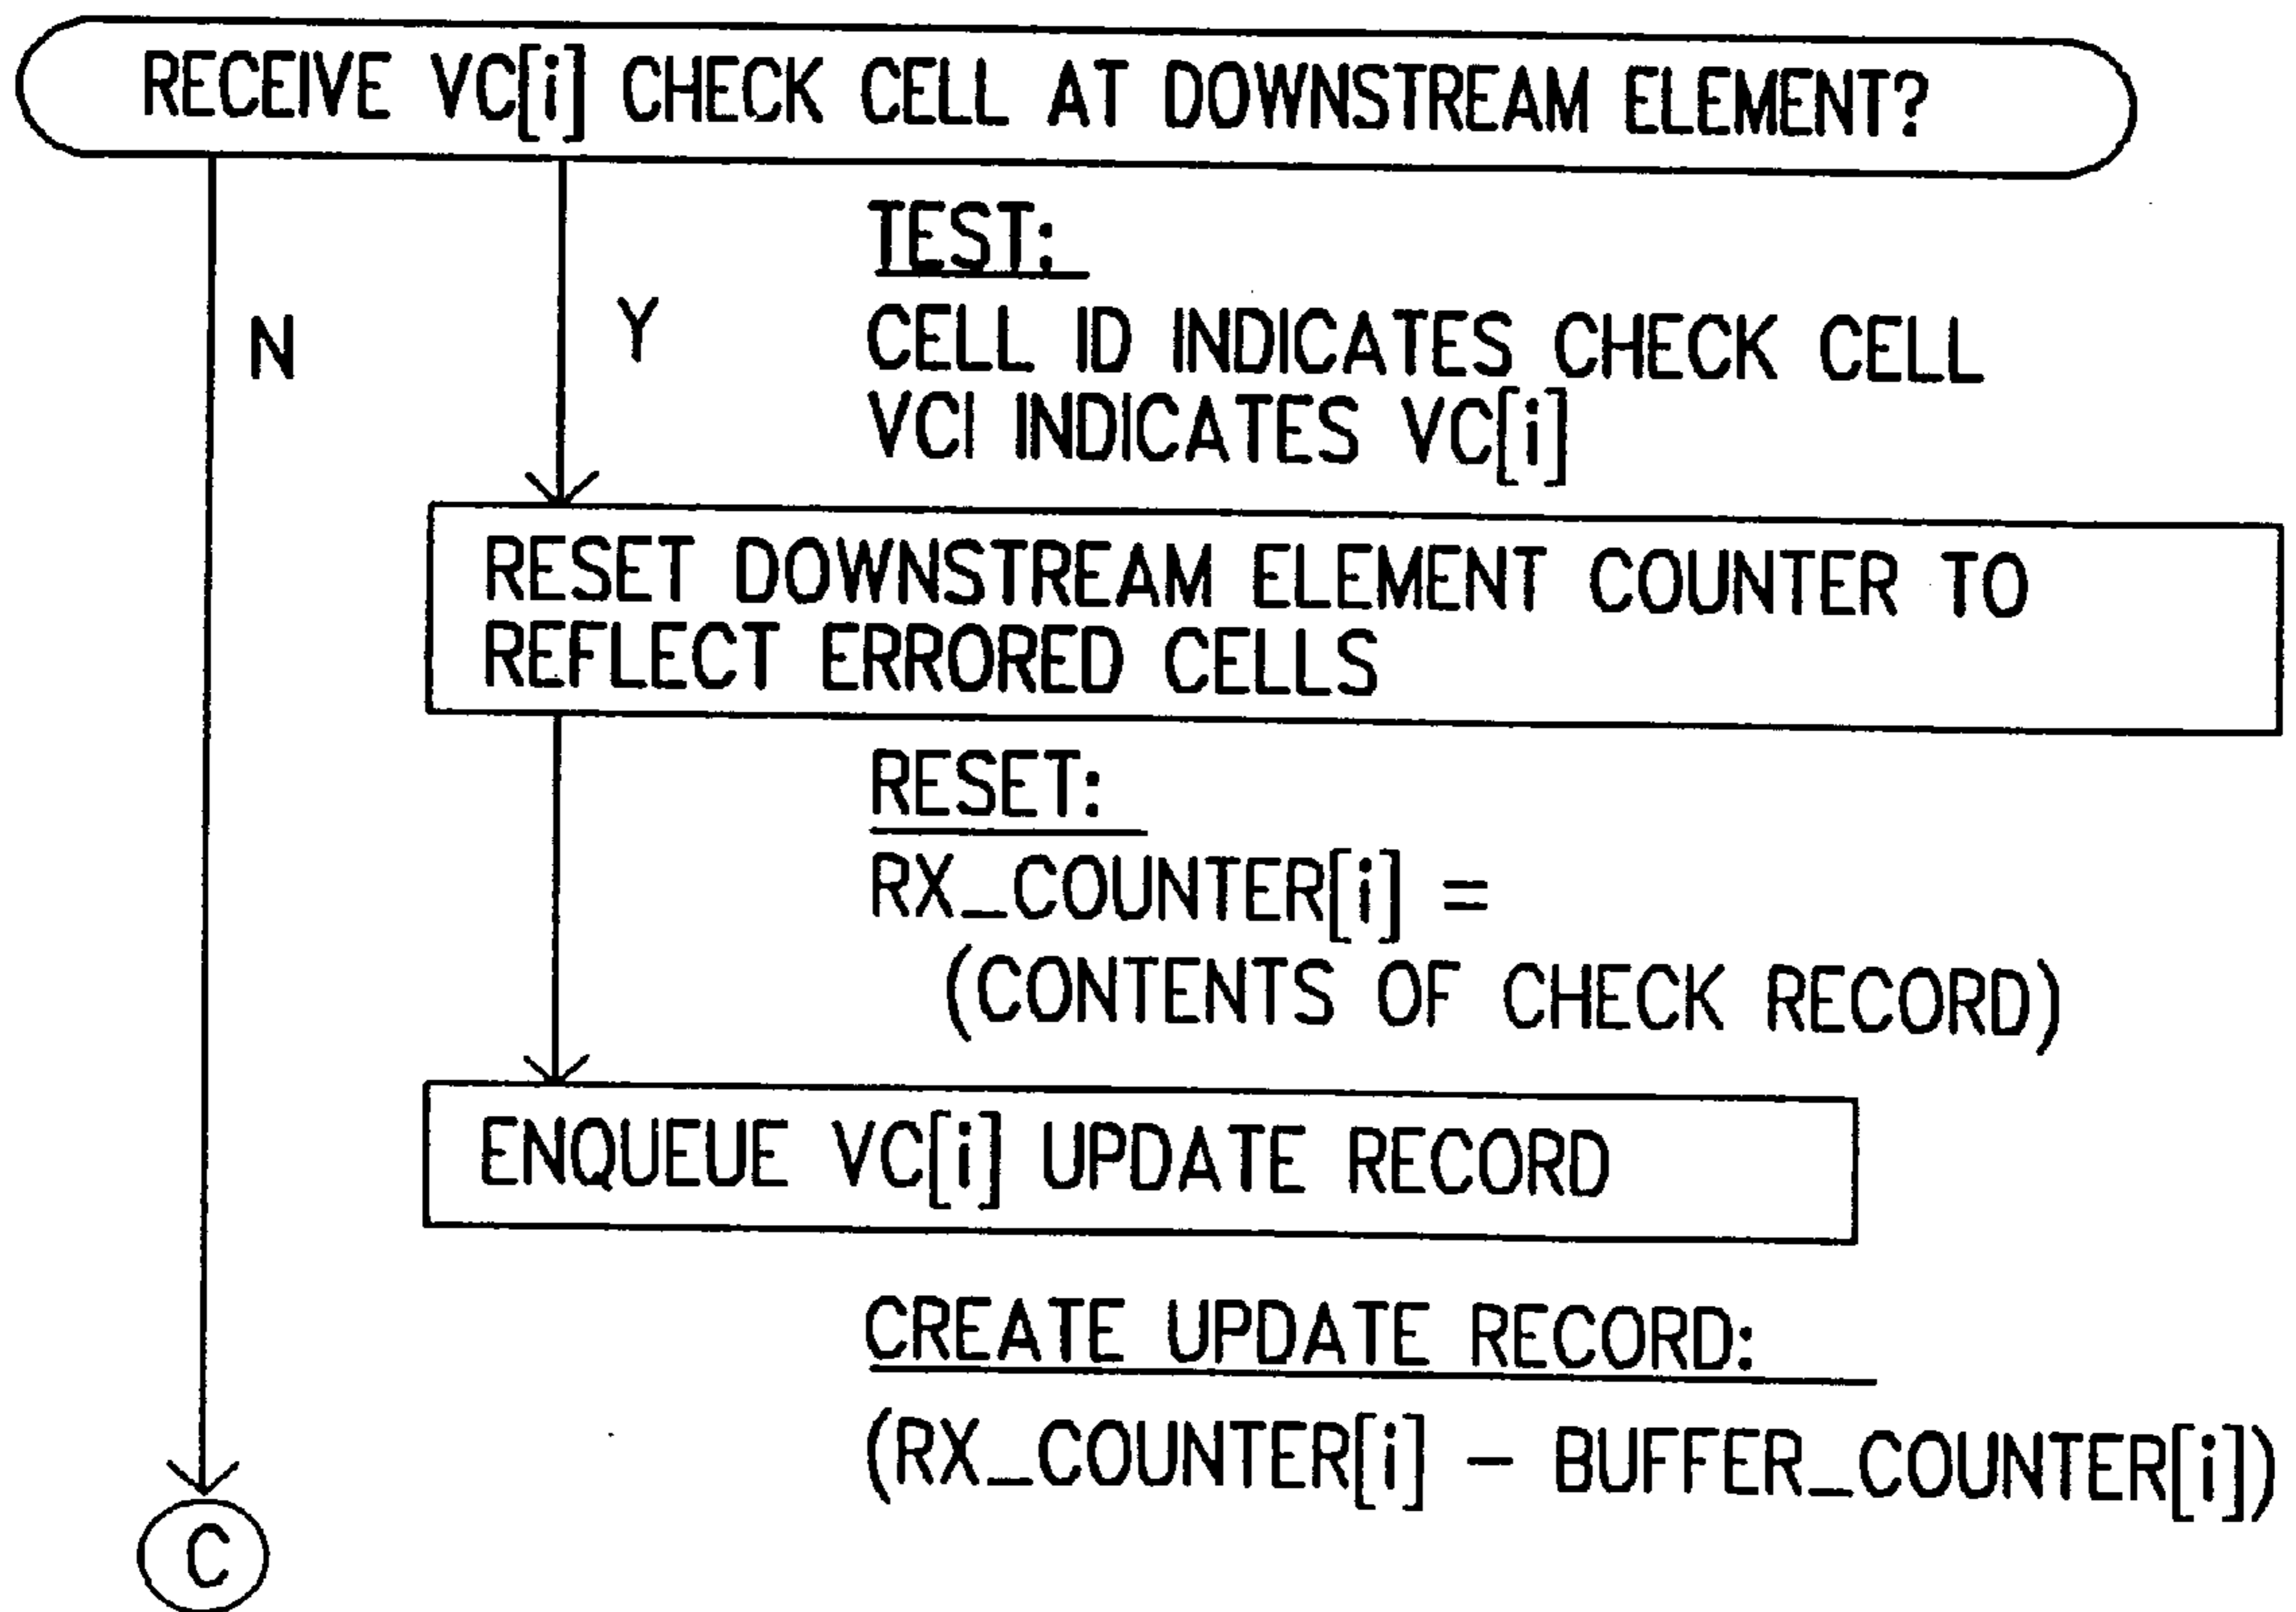 RECEIVE VC[i] CHECK CELL AT DOWNSTREAM ELEMENT?
TEST:
N
Y
CELL ID INDICATES CHECK CELL
VCI INDICATES VC[i]
RESET DOWNSTREAM ELEMENT COUNTER TO
REFLECT ERRORED CELLS
RESET:
RX_COUNTER[i] =
(CONTENTS OF CHECK RECORD)
ENQUEUE VC[i] UPDATE RECORD
CREATE UPDATE RECORD:
(RX_COUNTER[i] – BUFFER_COUNTER[i])
C